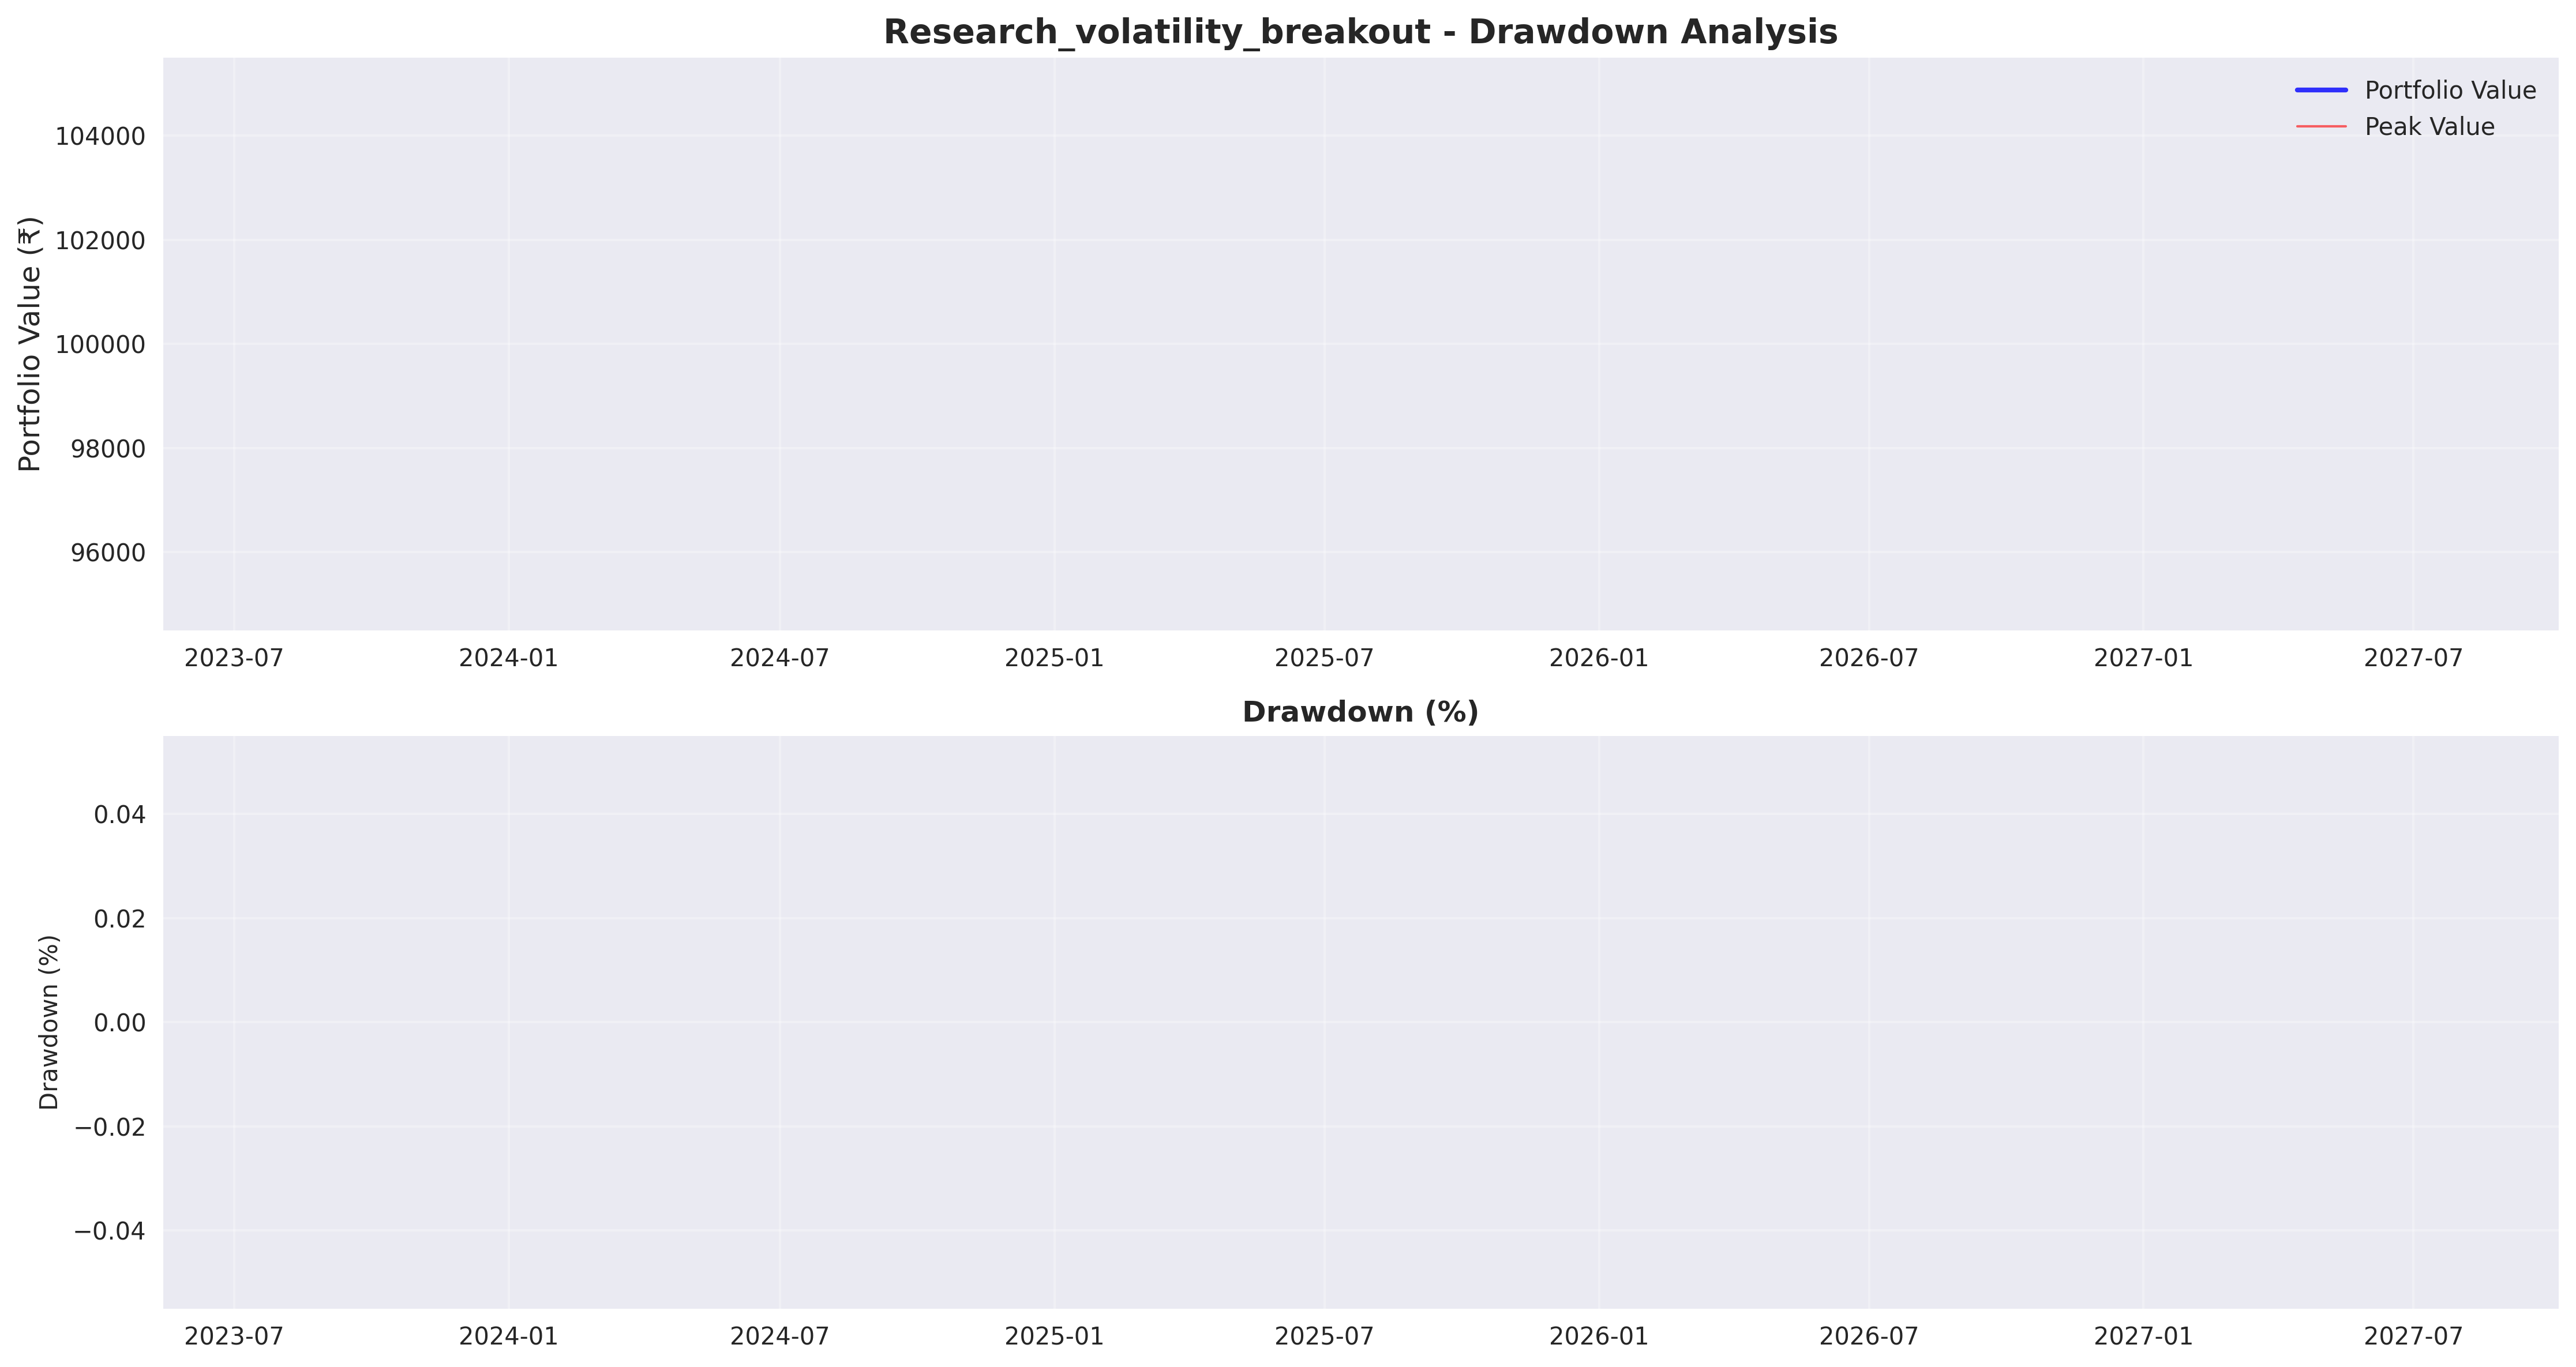 Research_volatility_breakout - Drawdown Analysis
Portfolio Value
Peak Value
Portfolio Value (₹)
104000
102000
100000
98000
96000
2023-07 2024-01 2024-07 2025-01 2025-07 2026-01 2026-07 2027-01 2027-07
Drawdown (%)
Drawdown (%)
0.04
0.02
0.00
−0.02
−0.04
2023-07 2024-01 2024-07 2025-01 2025-07 2026-01 2026-07 2027-01 2027-07